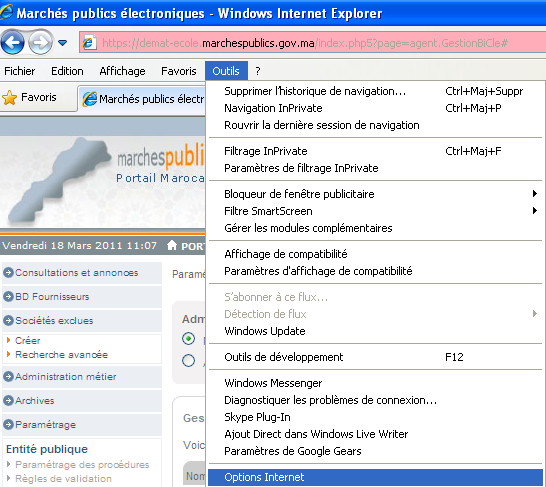 Marchés publics électroniques - Windows Internet Explorer
https://demat-ecole.marchespublics.gov.ma/index.php5?page=agent.GestionBiCle#
Fichier Edition Affichage Favoris Outils ?
Favoris Marchés publics électr
Supprimer l'historique de navigation... Ctrl+Maj+Suppr
Navigation InPrivate Ctrl+Maj+P
Rouvrir la dernière session de navigation
Filtrage InPrivate Ctrl+Maj+F
Paramètres de filtrage InPrivate
Bloqueur de fenêtre publicitaire
Filtre SmartScreen
Gérer les modules complémentaires
Affichage de compatibilité
Paramètres d'affichage de compatibilité
S'abonner à ce flux...
Détection de flux
Windows Update
Outils de développement F12
Windows Messenger
Diagnostiquer les problèmes de connexion...
Skype Plug-In
Ajout Direct dans Windows Live Writer
Paramètres de Google Gears
Options Internet
marchespubli
Portail Maroca
Vendredi 18 Mars 2011 11:07 PORT
Consultations et annonces
BD Fournisseurs
Sociétés exclues
Créer
Recherche avancée
Administration métier
Archives
Paramétrage
Entité publique
Paramétrage des procédures
Règles de validation
Paramé
Adm
Ges
Voic
Nom